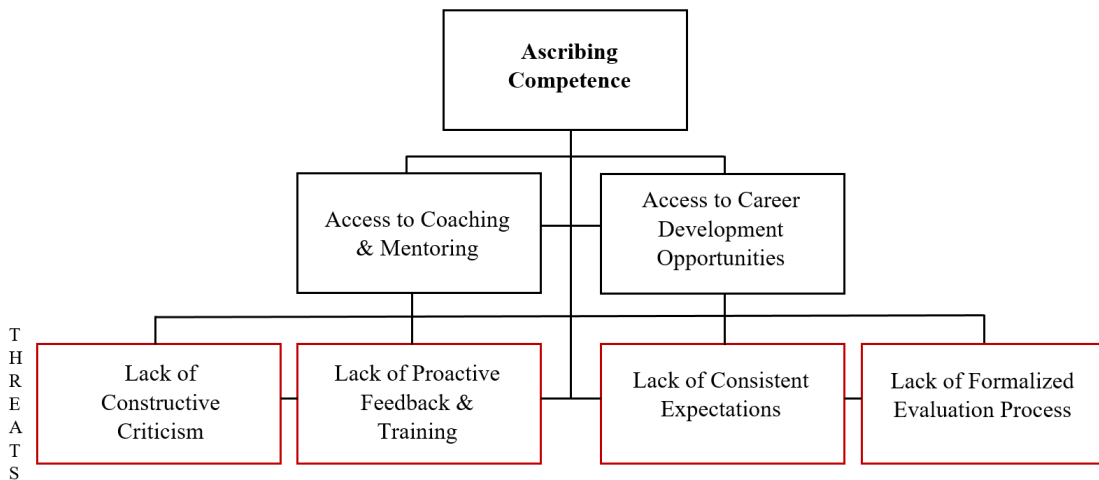 Ascribing
Competence
Access to Coaching
& Mentoring
Access to Career
Development
Opportunities
THREATS
Lack of
Constructive
Criticism
Lack of Proactive
Feedback &
Training
Lack of Consistent
Expectations
Lack of Formalized
Evaluation Process